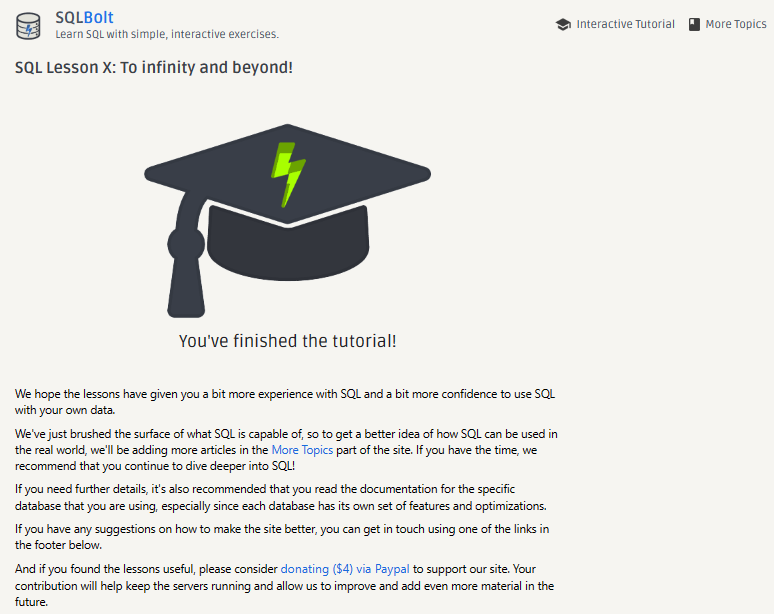 SQLBolt
Learn SQL with simple, interactive exercises.
Interactive Tutorial
More Topics
SQL Lesson X: To infinity and beyond!
You've finished the tutorial!
We hope the lessons have given you a bit more experience with SQL and a bit more confidence to use SQL
with your own data.
We've just brushed the surface of what SQL is capable of, so to get a better idea of how SQL can be used in
the real world, we'll be adding more articles in the More Topics part of the site. If you have the time, we
recommend that you continue to dive deeper into SQL!
If you need further details, it's also recommended that you read the documentation for the specific
database that you are using, especially since each database has its own set of features and optimizations.
If you have any suggestions on how to make the site better, you can get in touch using one of the links in
the footer below.
And if you found the lessons useful, please consider donating ($4) via Paypal to support our site. Your
contribution will help keep the servers running and allow us to improve and add even more material in the
future.